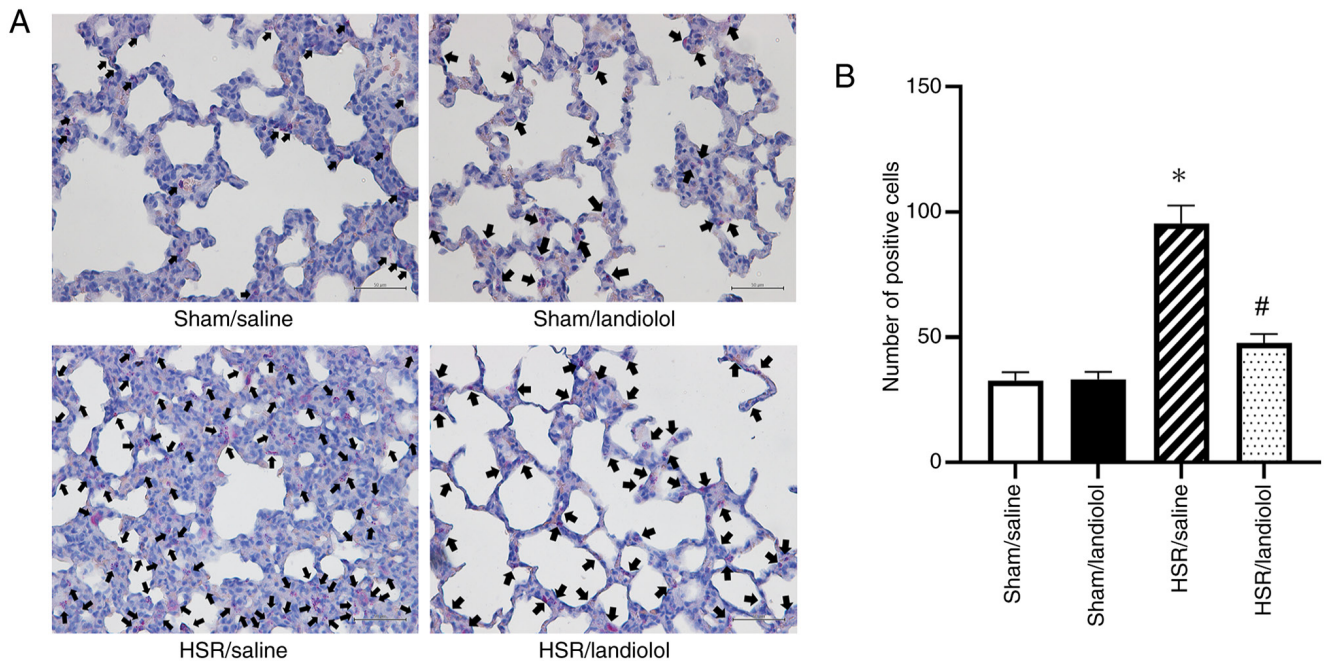 A
Sham/saline
Sham/landiolol
HSR/saline
HSR/landiolol
B
Number of positive cells
150
100
50
0
*
#
Sham/saline
Sham/landiolol
HSR/saline
HSR/landiolol